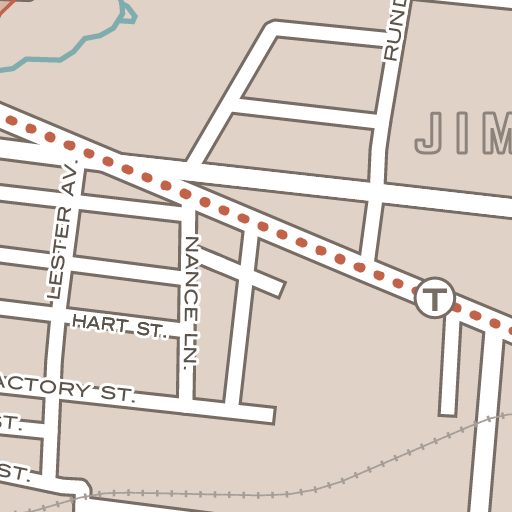 RUND
JIM
LESTER AV.
NANCE LN.
T
HART ST.
ACTORY ST.
ST.
ST.